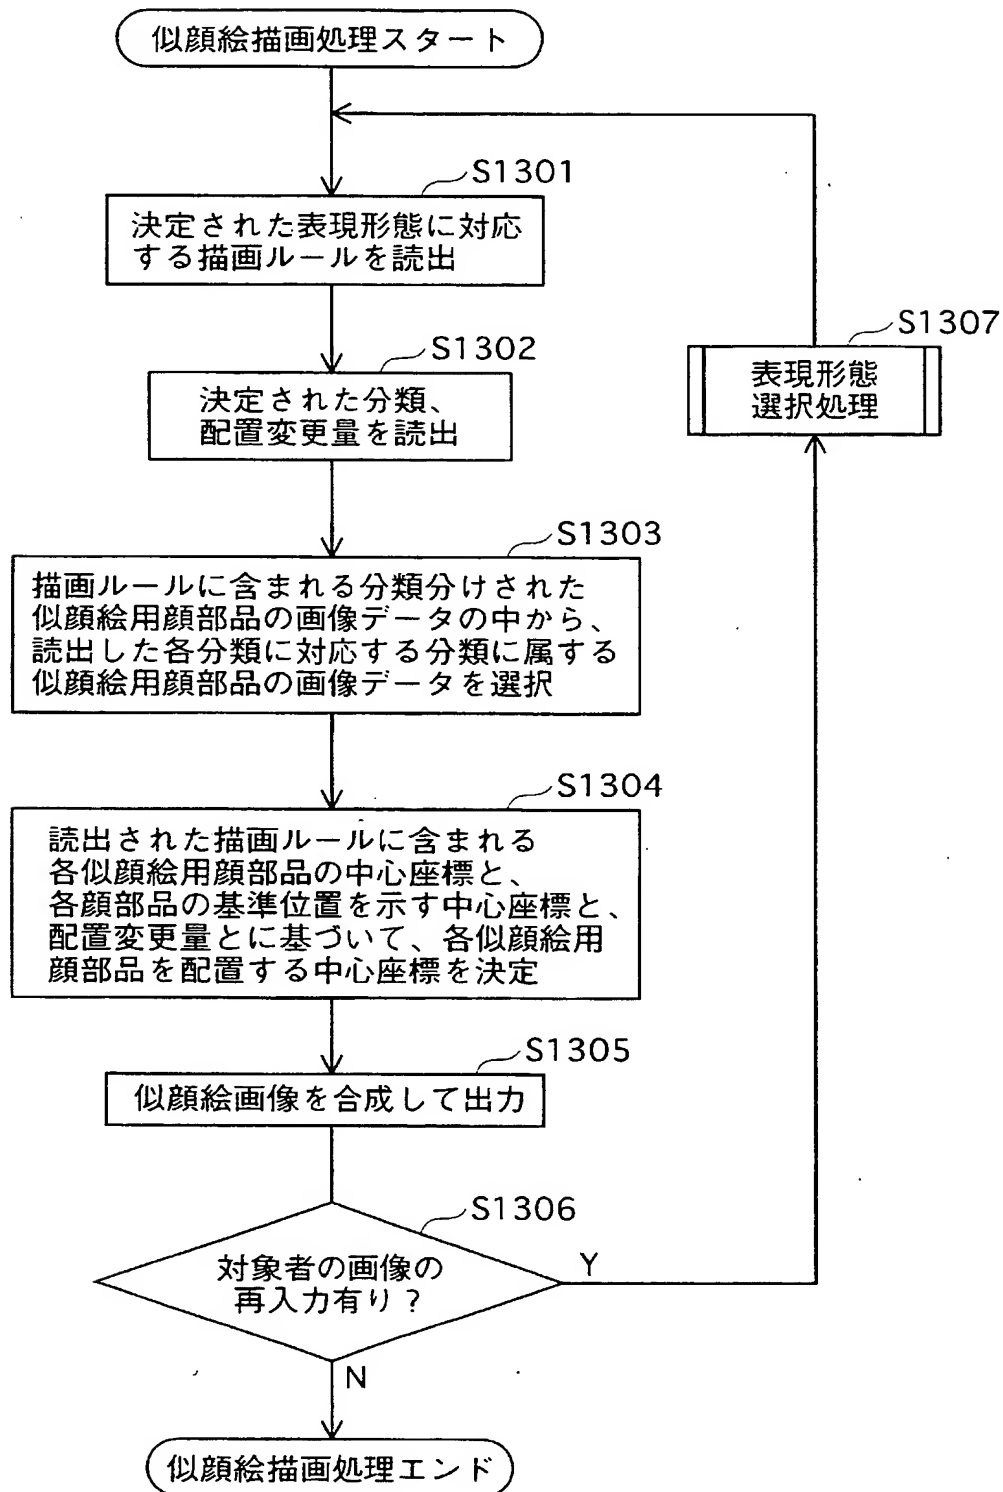 似顔絵描画処理スタート
S1301
決定された表現形態に対応
する描画ルールを読出
S1307
表現形態
選択処理
S1302
決定された分類、
配置変更量を読出
S1303
描画ルールに含まれる分類分けされた
似顔絵用顔部品の画像データの中から、
読出した各分類に対応する分類に属する
似顔絵用顔部品の画像データを選択
S1304
読出された描画ルールに含まれる
各似顔絵用顔部品の中心座標と、
各顔部品の基準位置を示す中心座標と、
配置変更量とに基づいて、各似顔絵用
顔部品を配置する中心座標を決定
S1305
似顔絵画像を合成して出力
S1306
対象者の画像の
再入力有り？
Y
N
似顔絵描画処理エンド